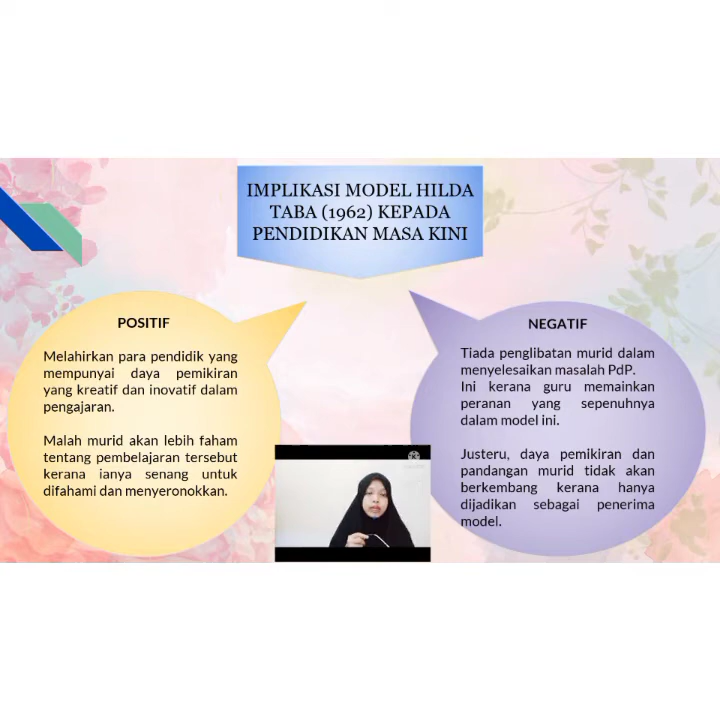 IMPLIKASI MODEL HILDA
TABA (1962) KEPADA
PENDIDIKAN MASA KINI
POSITIF
Melahirkan para pendidik yang
mempunyai daya pemikiran
yang kreatif dan inovatif dalam
pengajaran.
Malah murid akan lebih faham
tentang pembelajaran tersebut
kerana ianya senang untuk
difahami dan menyeronokkan.
NEGATIF
Tiada penglibatan murid dalam
menyelesaikan masalah PdP.
Ini kerana guru memainkan
peranan yang sepenuhnya
dalam model ini.
Justeru, daya pemikiran dan
pandangan murid tidak akan
berkembang kerana hanya
dijadikan sebagai penerima
model.